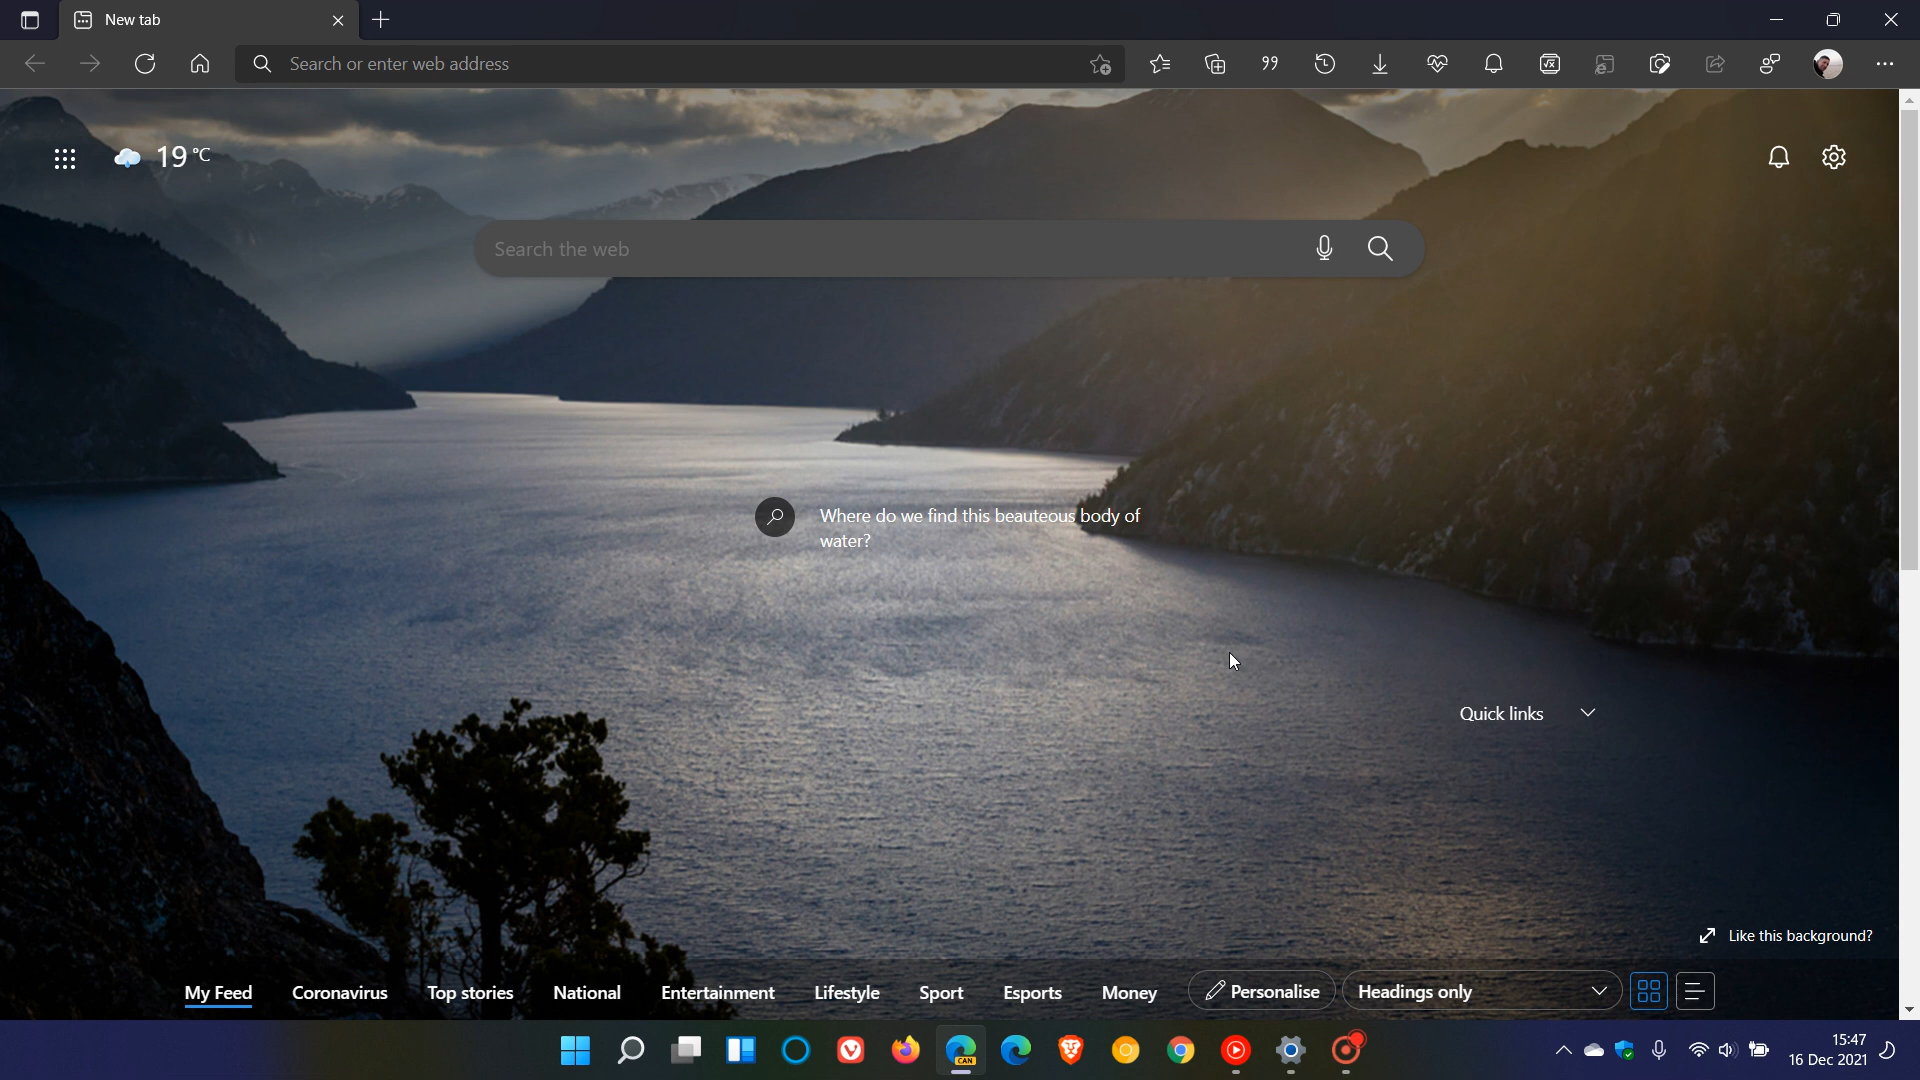 New tab
Search or enter web address
19 °C
Search the web
Where do we find this beauteous body of
water?
Quick links
Like this background?
My Feed Coronavirus Top stories National Entertainment Lifestyle Sport Esports Money Personalise Headings only
CAN
15:47
16 Dec 2021